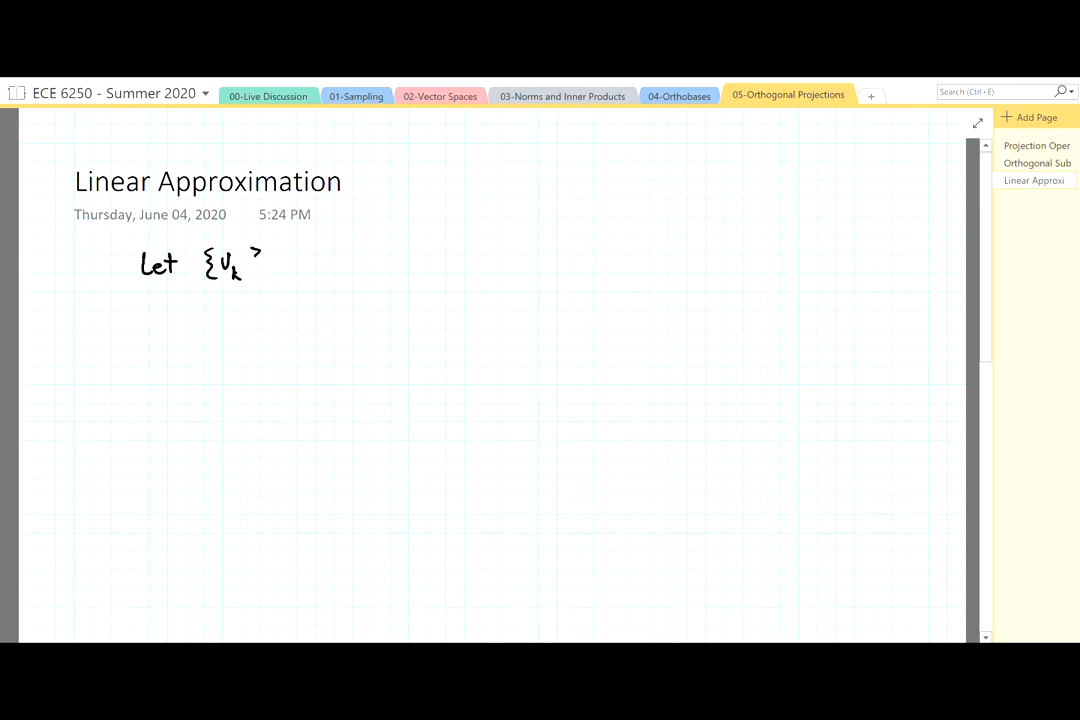 ECE 6250 - Summer 2020
00-Live Discussion
01-Sampling
02-Vector Spaces
03-Norms and Inner Products
04-Orthobases
05-Orthogonal Projections
+
Search (Ctrl+E)
+ Add Page
Projection Oper
Orthogonal Sub
Linear Approxi
Linear Approximation
Thursday, June 04, 2020 5:24 PM
Let {v_k